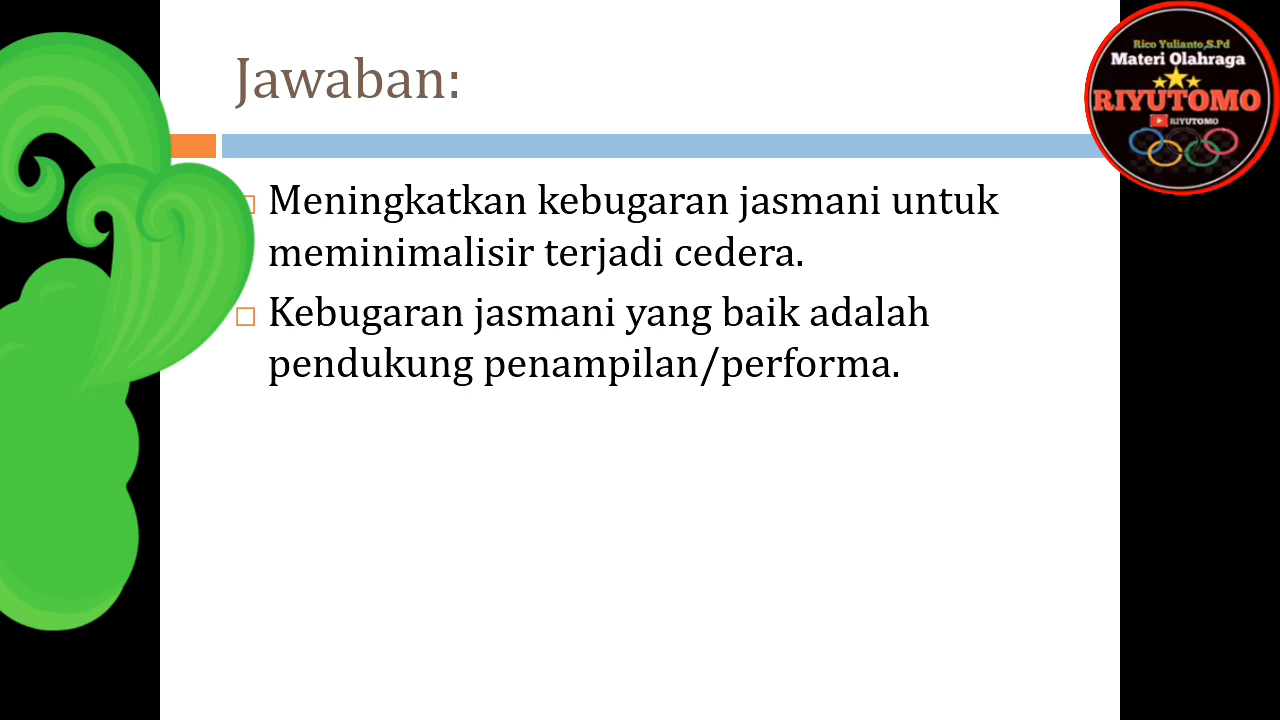 Jawaban:
Rico Yulianto,S.Pd
Materi Olahraga
RIYUTOMO
RIYUTOMO
Meningkatkan kebugaran jasmani untuk
meminimalisir terjadi cedera.
Kebugaran jasmani yang baik adalah
pendukung penampilan/performa.